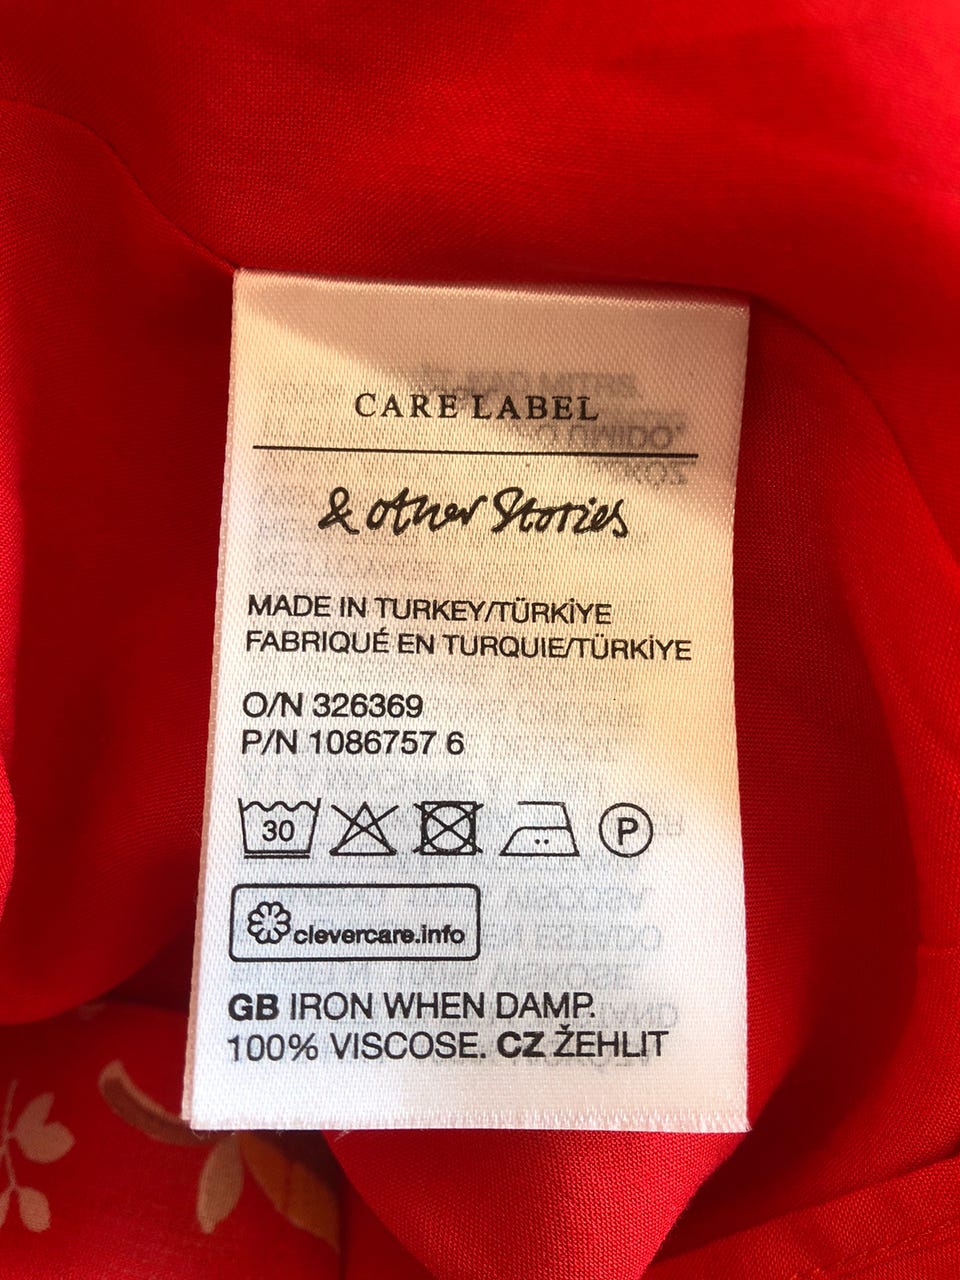 CARE LABEL
& other Stories
MADE IN TURKEY/TÜRKİYE
FABRIQUÉ EN TURQUIE/TÜRKİYE
O/N 326369
P/N 1086757 6
30 P
clevercare.info
GB IRON WHEN DAMP.
100% VISCOSE. CZ ŽEHLIT